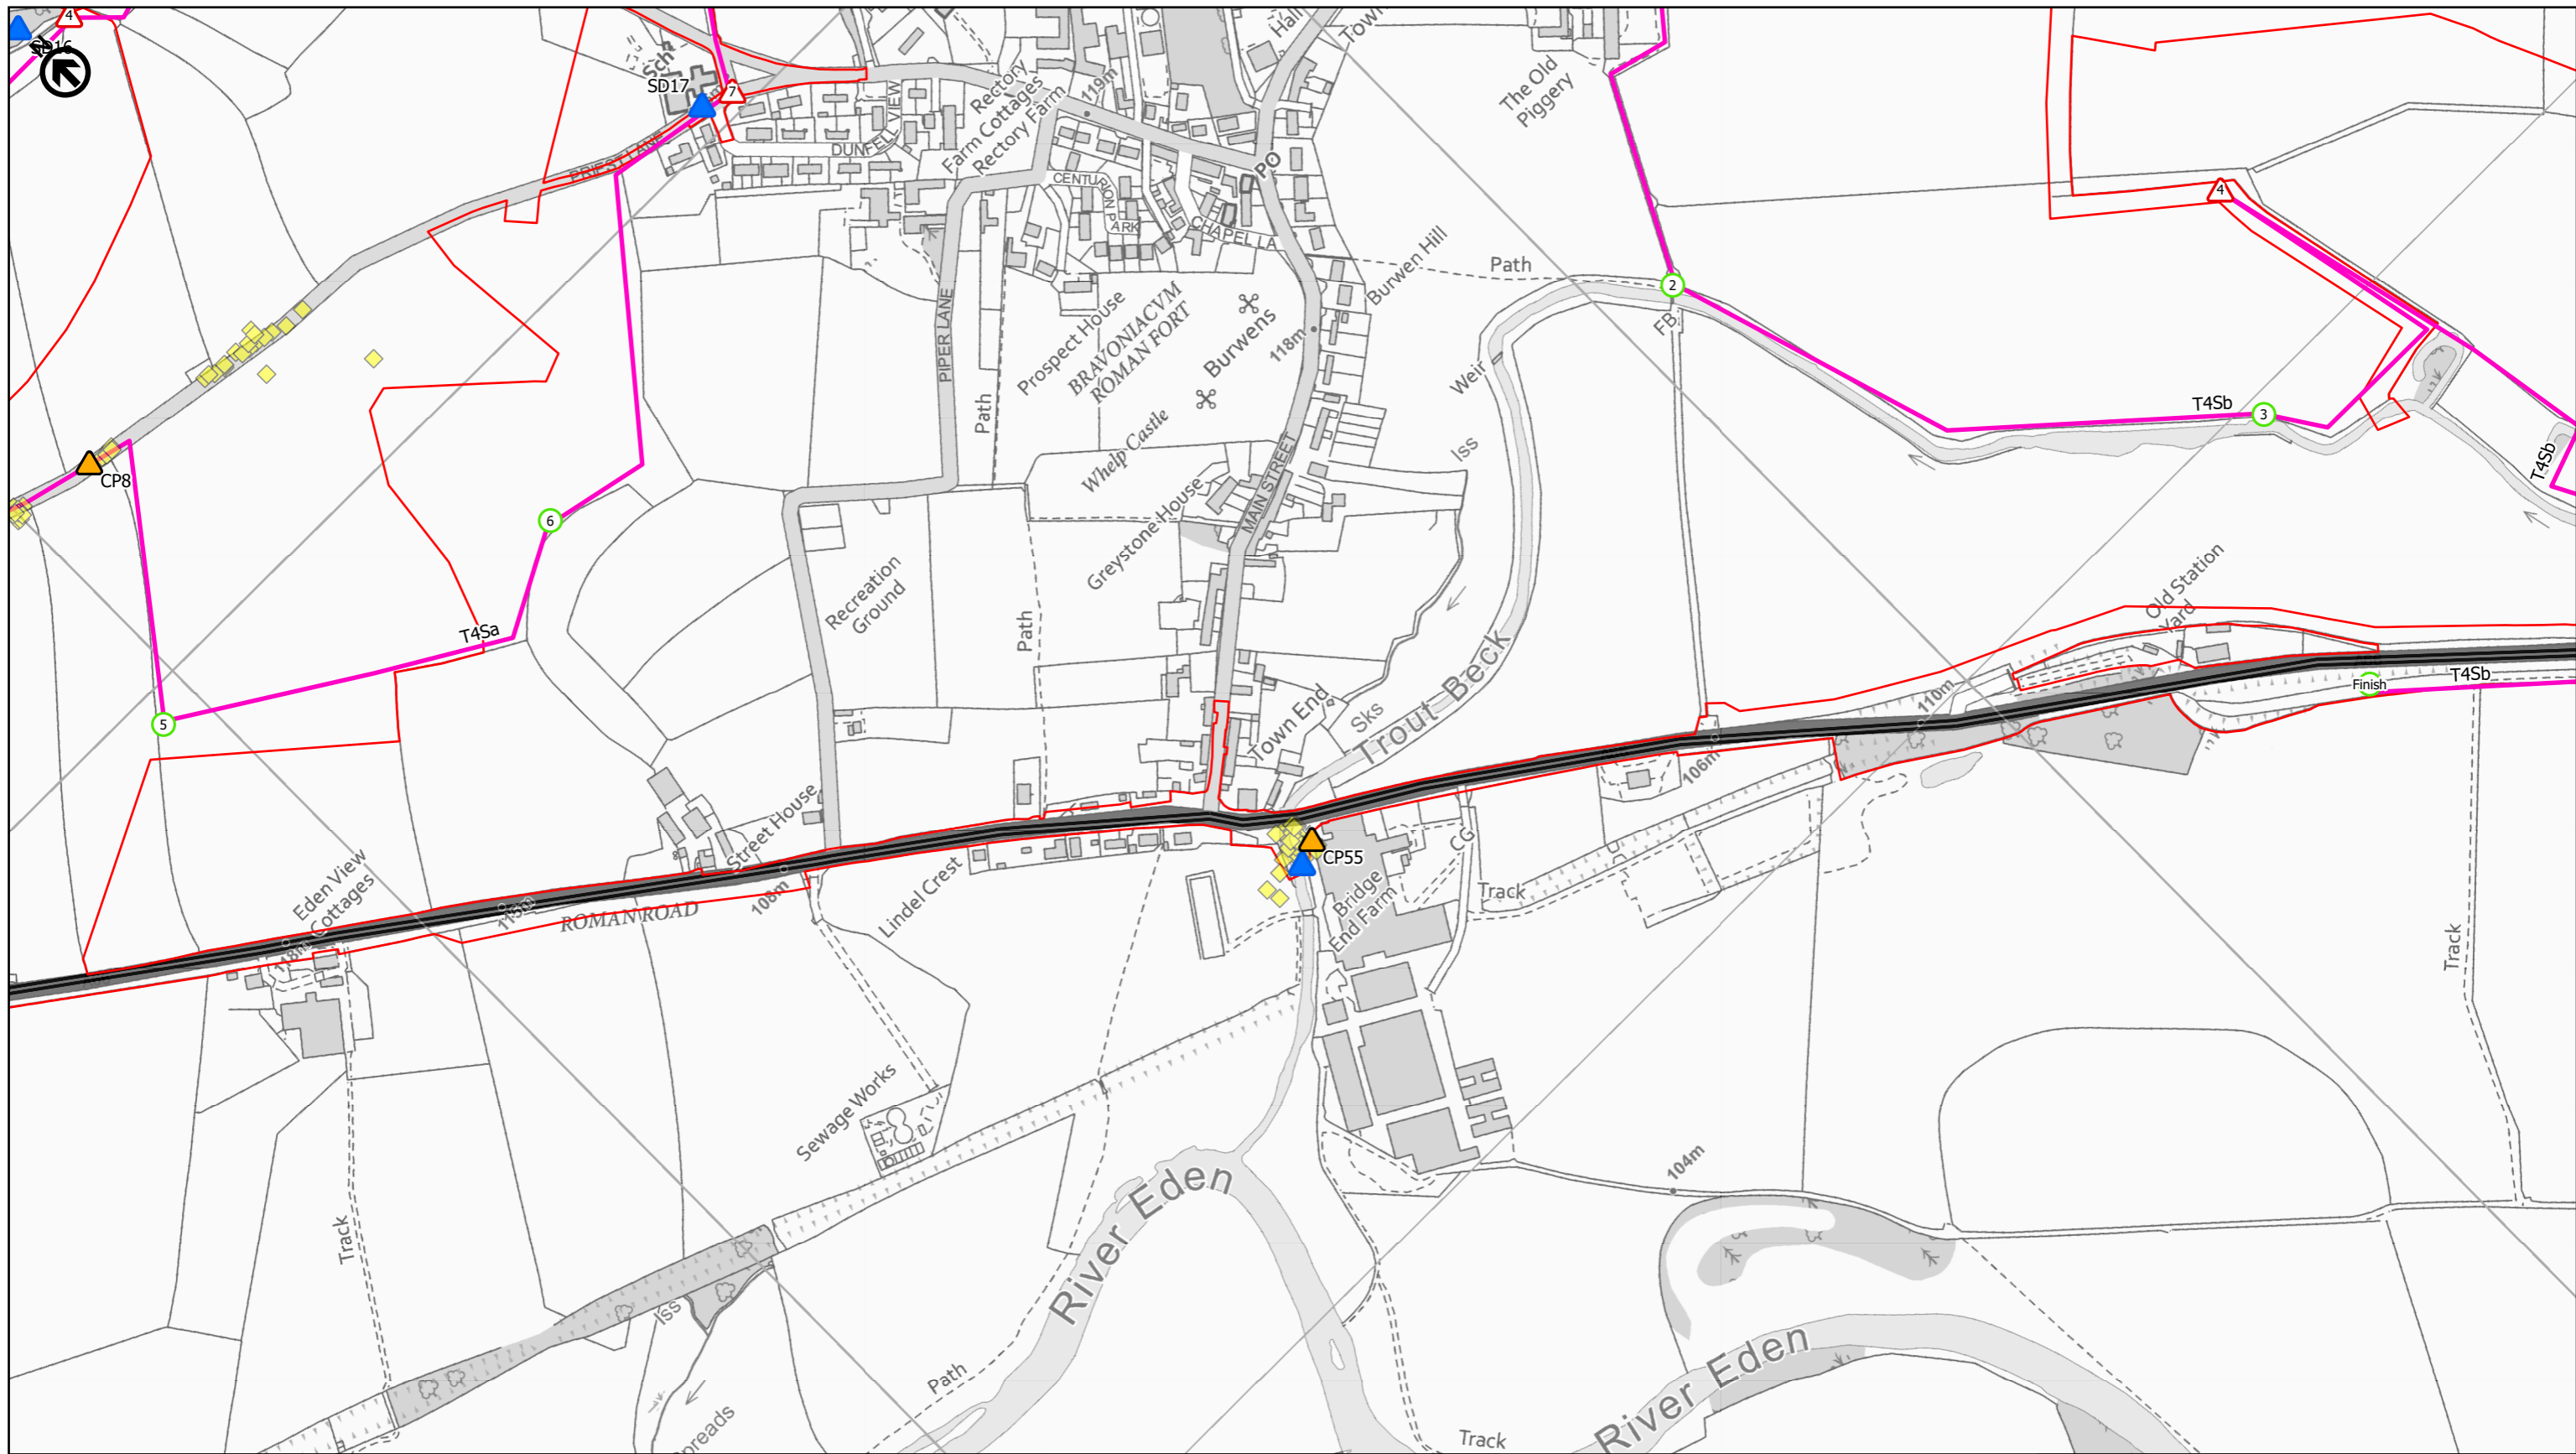 4
SD16
Sch
SD17
7
PRIEST LANE
DUNFELL VIEW
Rectory
Farm Cottages
Rectory Farm
119m
Hall
Town
PO
CENTURION
PARK
CHAPEL LA
The Old
Piggery
4
Path
2
FB
Burwen Hill
PIPER LANE
Path
Prospect House
BRAVONIACVM
ROMAN FORT
Burwens
118m
Weir
Iss
Whelp Castle
MAIN STREET
T4Sb
3
T4Sb
CP8
6
Greystone House
Recreation
Ground
Path
T4Sa
5
Old Station
Yard
Town End
Sks
Trout Beck
110m
Finish
T4Sb
106m
Street House
Eden View
Cottages
118m
115m
ROMAN ROAD
108m
Lindel Crest
CP55
CG
Bridge
End Farm
Track
Track
Sewage Works
104m
Track
River Eden
Iss
Path
River Eden
Track
Spreads